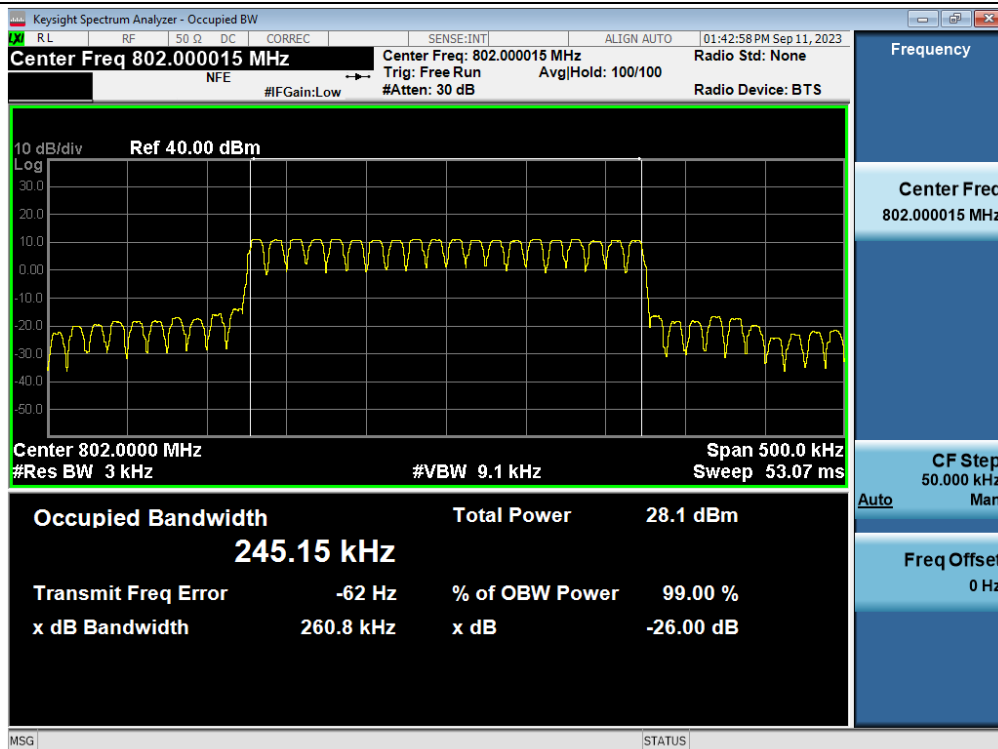 Keysight Spectrum Analyzer - Occupied BW
LXI RL RF 50 Ω DC CORREC SENSE:INT ALIGN AUTO 01:42:58 PM Sep 11, 2023
Center Freq 802.000015 MHz Center Freq: 802.000015 MHz Radio Std: None
NFE Trig: Free Run Avg|Hold: 100/100
#IFGain:Low #Atten: 30 dB Radio Device: BTS
Frequency
10 dB/div Ref 40.00 dBm
Log
30.0
20.0
10.0
0.00
-10.0
-20.0
-30.0
-40.0
-50.0
Center 802.0000 MHz Span 500.0 kHz
#Res BW 3 kHz #VBW 9.1 kHz Sweep 53.07 ms
Center Freq
802.000015 MHz
CF Step
50.000 kHz
Auto Man
Freq Offset
0 Hz
Occupied Bandwidth Total Power 28.1 dBm
245.15 kHz
Transmit Freq Error -62 Hz % of OBW Power 99.00 %
x dB Bandwidth 260.8 kHz x dB -26.00 dB
MSG STATUS